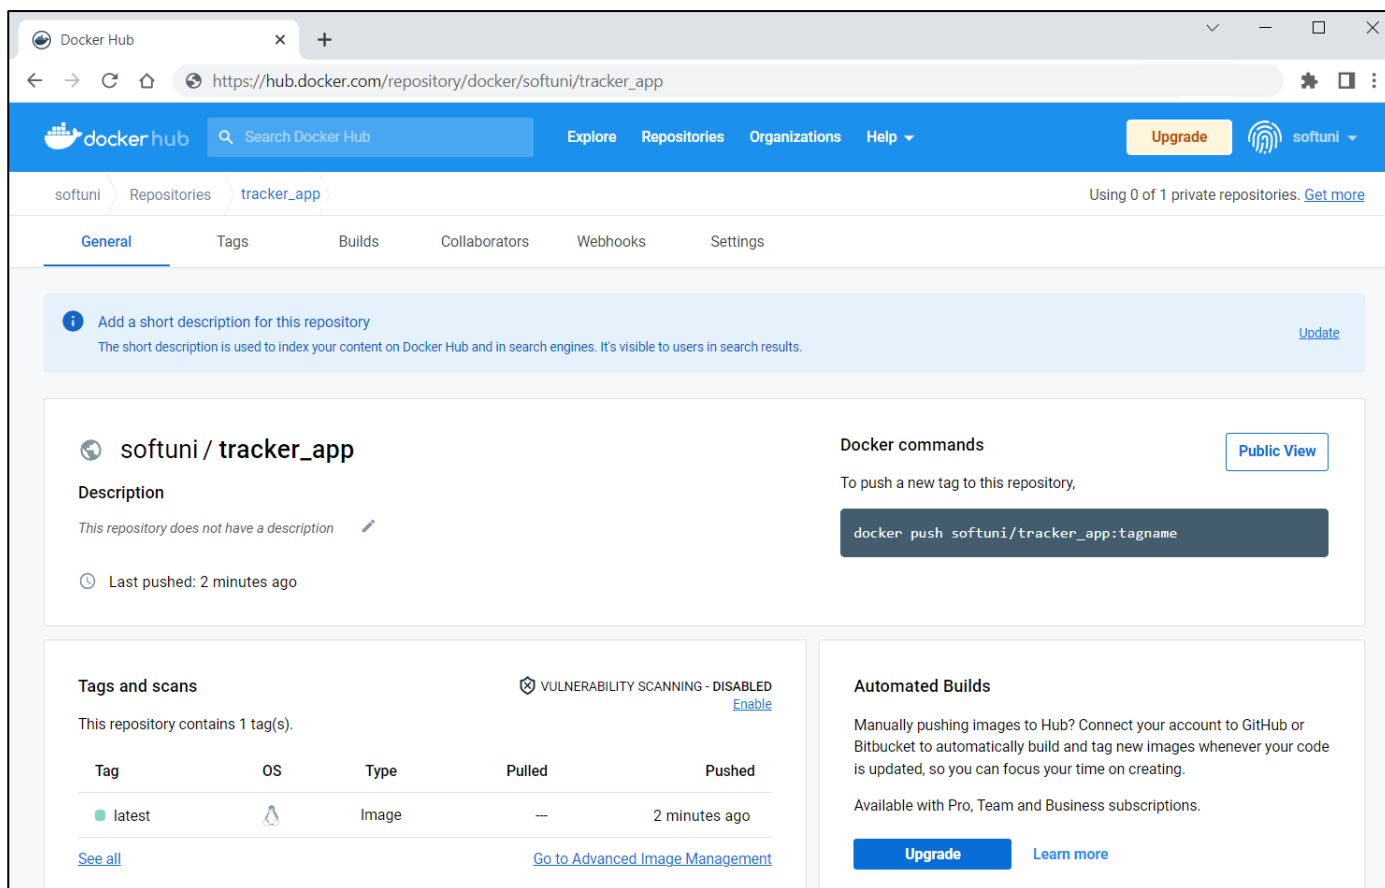 Docker Hub
https://hub.docker.com/repository/docker/softuni/tracker_app
dockerhub
Search Docker Hub
Explore Repositories Organizations Help
Upgrade
softuni
softuni Repositories tracker_app
Using 0 of 1 private repositories. Get more
General Tags Builds Collaborators Webhooks Settings
Add a short description for this repository
The short description is used to index your content on Docker Hub and in search engines. It's visible to users in search results.
Update
softuni / tracker_app
Description
This repository does not have a description
Last pushed: 2 minutes ago
Docker commands
Public View
To push a new tag to this repository,
docker push softuni/tracker_app:tagname
Tags and scans
VULNERABILITY SCANNING - DISABLED
Enable
This repository contains 1 tag(s).
Tag OS Type Pulled Pushed
latest Image --- 2 minutes ago
See all
Go to Advanced Image Management
Automated Builds
Manually pushing images to Hub? Connect your account to GitHub or
Bitbucket to automatically build and tag new images whenever your code
is updated, so you can focus your time on creating.
Available with Pro, Team and Business subscriptions.
Upgrade
Learn more